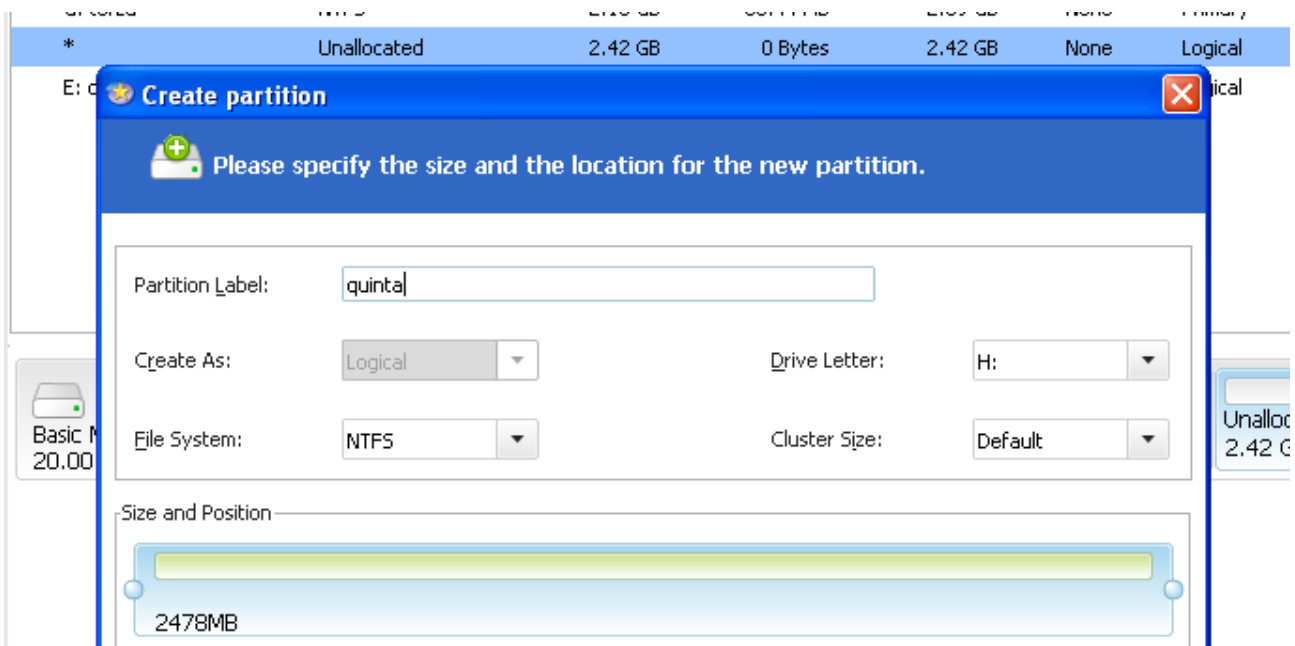 * Unallocated 2.42 GB 0 Bytes 2.42 GB None Logical
E:
Create partition
Please specify the size and the location for the new partition.
Partition Label: quinta
Create As: Logical Drive Letter: H:
File System: NTFS Cluster Size: Default
Basic
20.00
2.42
Size and Position
2478MB